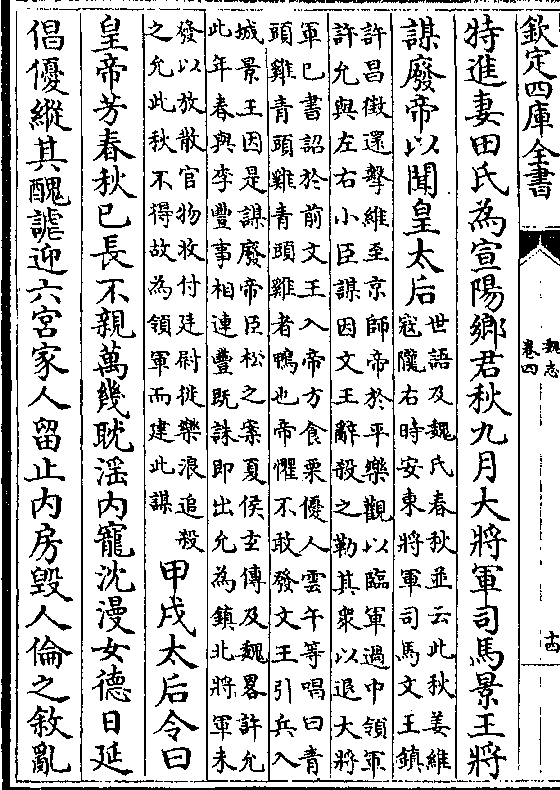 欽定四庫全書
魏志
卷四
十四
特進妻田氏為宣陽鄉君秋九月大將軍司馬景王將
謀廢帝以聞皇太后
世語及魏氏春秋並云此秋姜維
寇隴右時安東將軍司馬文王鎮
許昌徵還擊維至京師帝於平樂觀以臨軍過中領軍
許允與左右小臣謀因文王辭殺之勒其衆以退大將
軍已書詔於前文王入帝方食栗優人雲午等唱曰青
頭雞青頭雞青頭雞者鴨也帝懼不敢發文王引兵入
城景王因是謀廢帝臣松之案夏侯玄傳及魏畧許允
此年春與李豐事相連豐既誅即出允為鎮北將軍未
發以放散官物收付廷尉徙樂浪追殺
之允此秋不得故為領軍而建此謀
甲戌太后令曰
皇帝芳春秋已長不親萬幾耽淫内寵沈漫女德日延
倡優縱其醜謔迎六宫家人留止内房毁人倫之敘亂